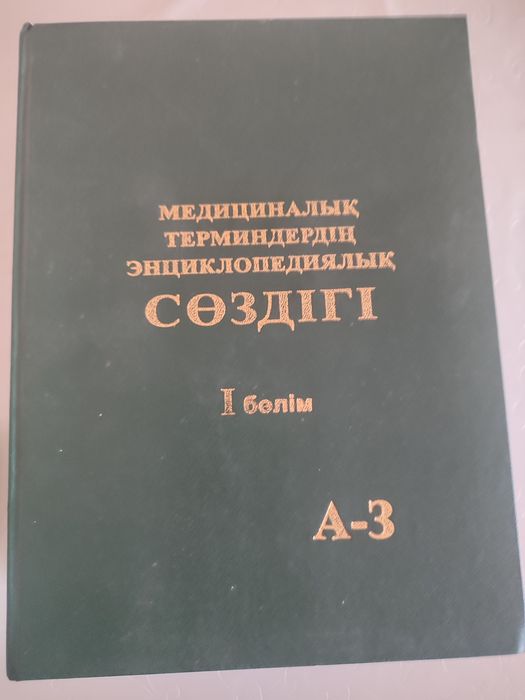 МЕДИЦИНАЛЫҚ
ТЕРМИНДЕРДІҢ
ЭНЦИКЛОПЕДИЯЛЫҚ
СӨЗДІГІ
I бөлім
А-З